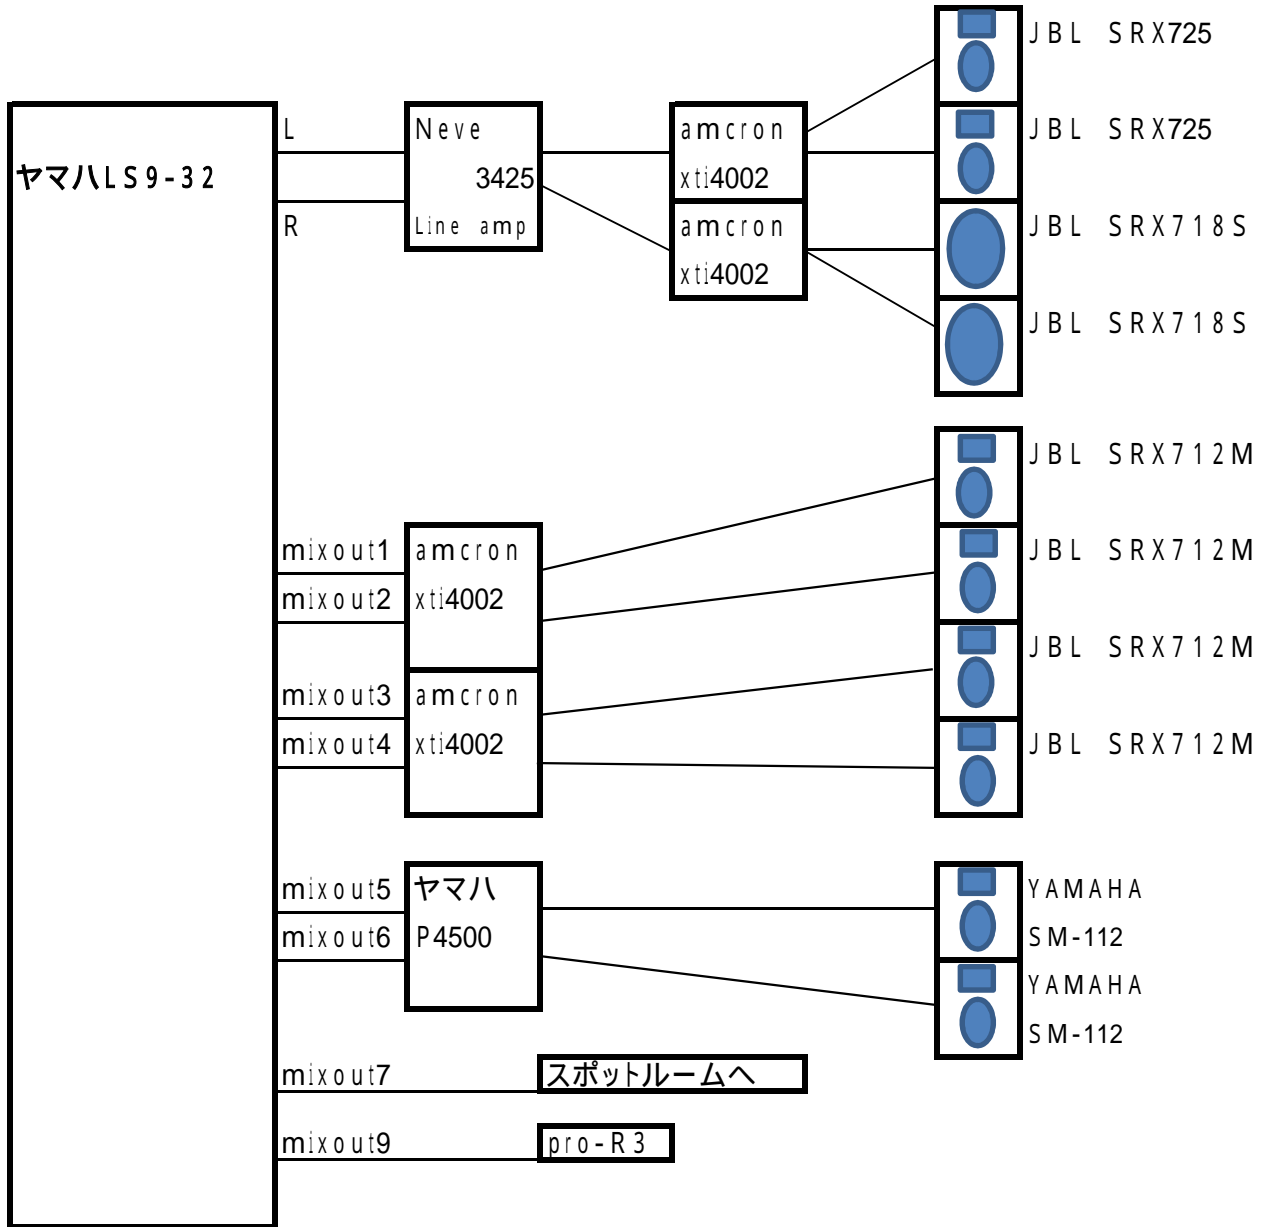 ヤマハLS9-32
L
R
Neve
3425
Line amp
amcron
xti4002
amcron
xti4002
JBL SRX725
JBL SRX725
JBL SRX718S
JBL SRX718S
mixout1
mixout2
amcron
xti4002
mixout3
mixout4
amcron
xti4002
JBL SRX712M
JBL SRX712M
JBL SRX712M
JBL SRX712M
mixout5
mixout6
ヤマハ
P4500
YAMAHA
SM-112
YAMAHA
SM-112
mixout7
スポットルームへ
mixout9
pro-R3